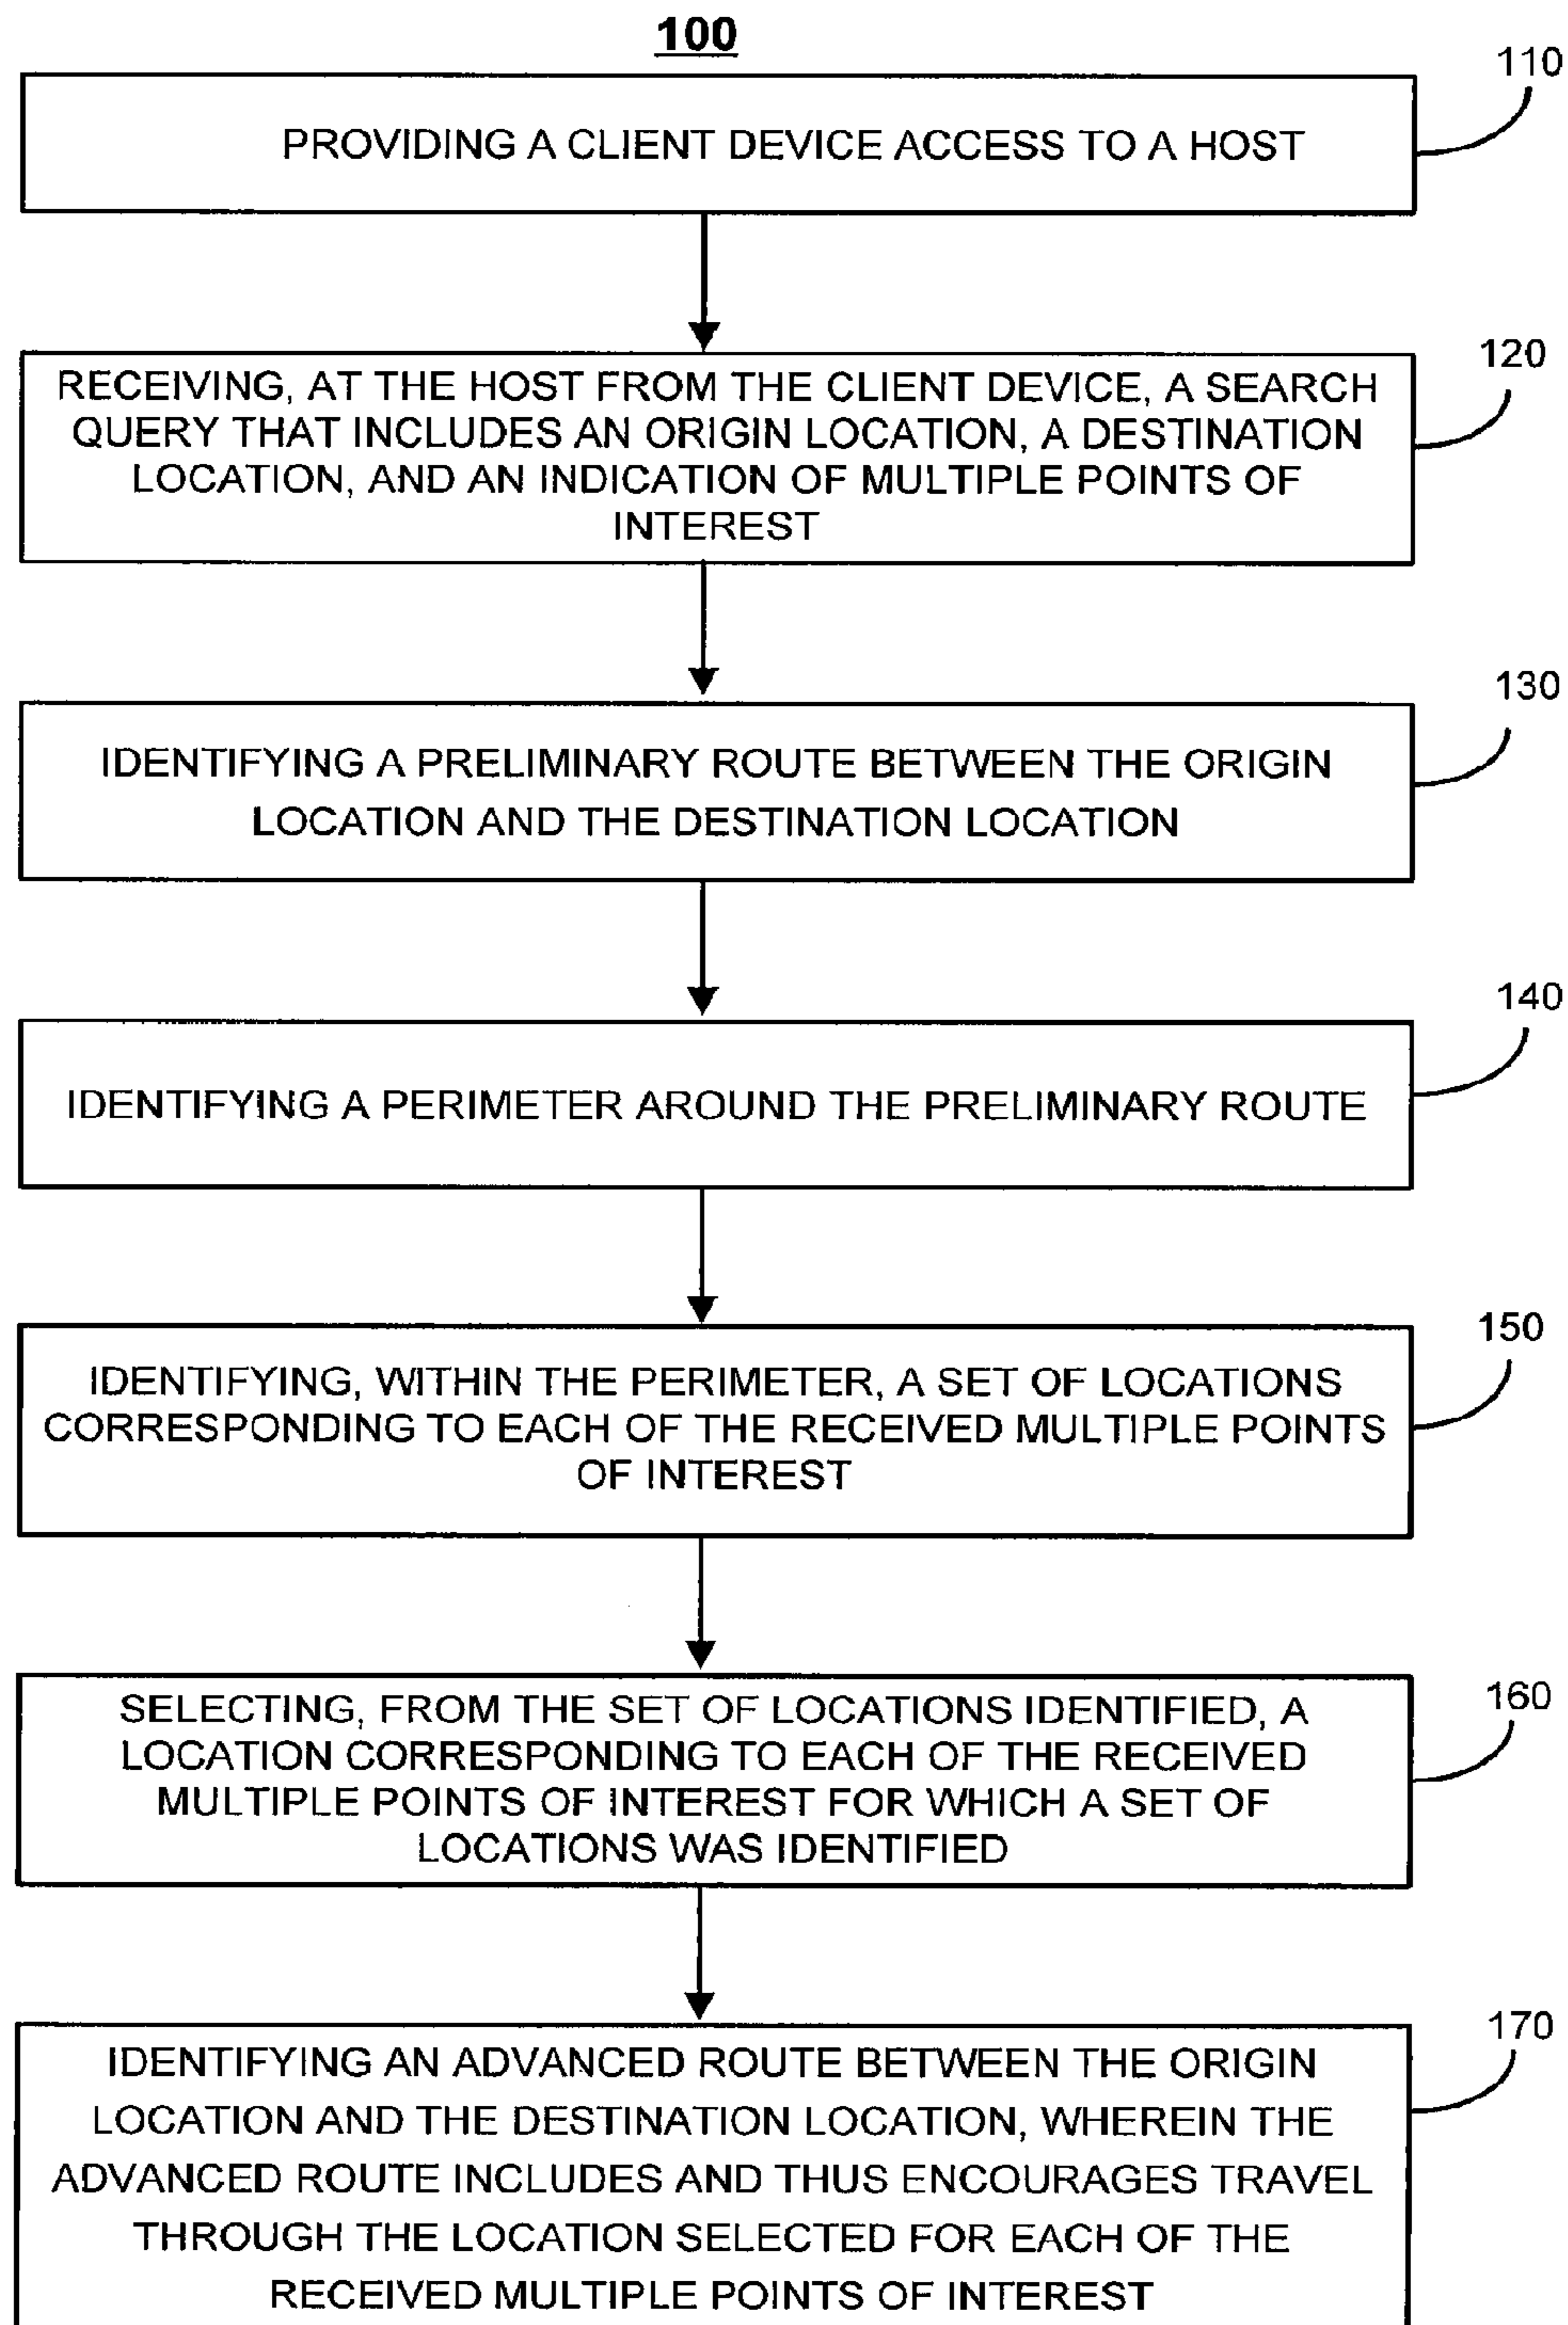 100
110
PROVIDING A CLIENT DEVICE ACCESS TO A HOST
120
RECEIVING, AT THE HOST FROM THE CLIENT DEVICE, A SEARCH
QUERY THAT INCLUDES AN ORIGIN LOCATION, A DESTINATION
LOCATION, AND AN INDICATION OF MULTIPLE POINTS OF
INTEREST
130
IDENTIFYING A PRELIMINARY ROUTE BETWEEN THE ORIGIN
LOCATION AND THE DESTINATION LOCATION
140
IDENTIFYING A PERIMETER AROUND THE PRELIMINARY ROUTE
150
IDENTIFYING, WITHIN THE PERIMETER, A SET OF LOCATIONS
CORRESPONDING TO EACH OF THE RECEIVED MULTIPLE POINTS
OF INTEREST
160
SELECTING, FROM THE SET OF LOCATIONS IDENTIFIED, A
LOCATION CORRESPONDING TO EACH OF THE RECEIVED
MULTIPLE POINTS OF INTEREST FOR WHICH A SET OF
LOCATIONS WAS IDENTIFIED
170
IDENTIFYING AN ADVANCED ROUTE BETWEEN THE ORIGIN
LOCATION AND THE DESTINATION LOCATION, WHEREIN THE
ADVANCED ROUTE INCLUDES AND THUS ENCOURAGES TRAVEL
THROUGH THE LOCATION SELECTED FOR EACH OF THE
RECEIVED MULTIPLE POINTS OF INTEREST